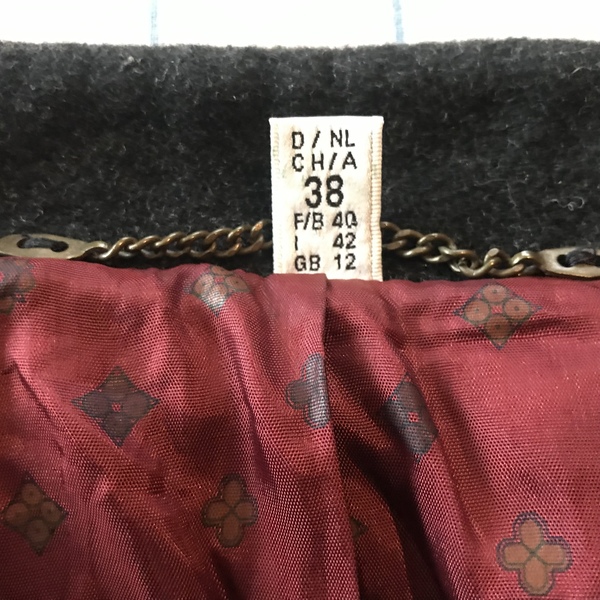 D / NL
CH/A
38
F/B 40
I 42
GB 12